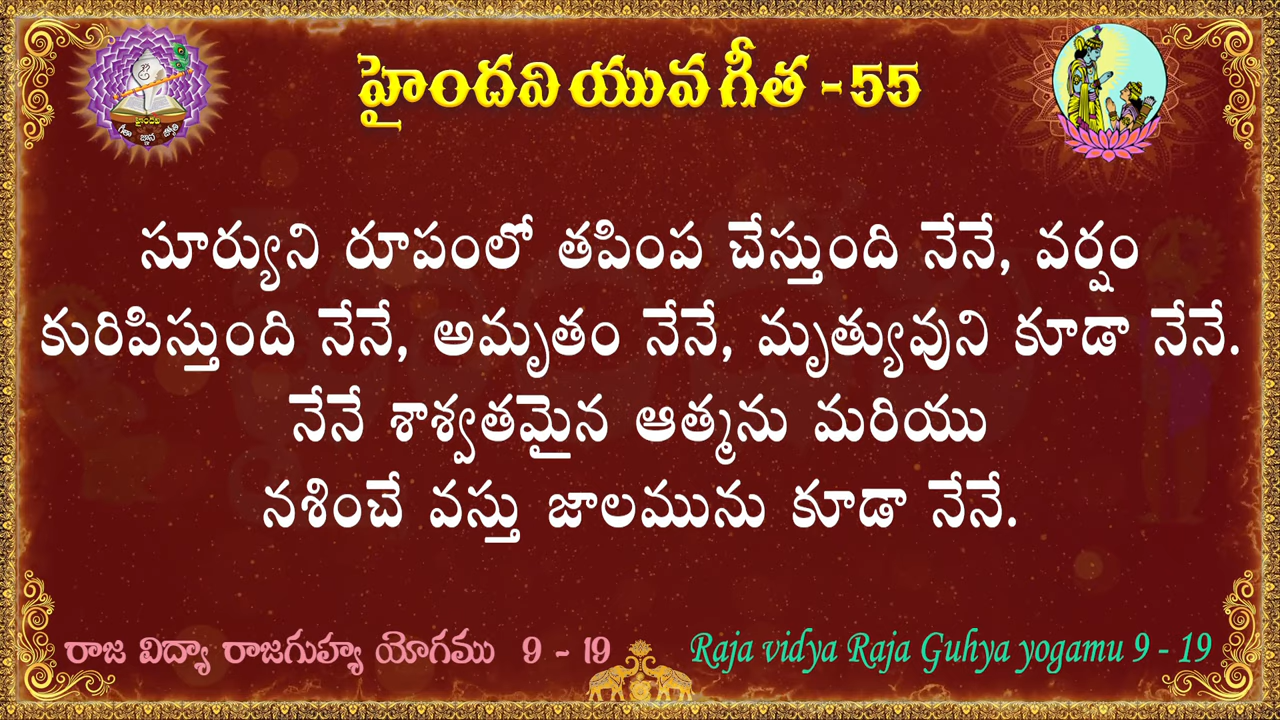 హైందవి యువ గీత - 55
హైందవి
గీతా జ్ఞాన జ్యోతి
సూర్యుని రూపంలో తపింప చేస్తుంది నేనే, వర్షం
కురిపిస్తుంది నేనే, అమృతం నేనే, మృత్యువుని కూడా నేనే.
నేనే శాశ్వతమైన ఆత్మను మరియు
నశించే వస్తు జాలమును కూడా నేనే.
రాజ విద్యా రాజగుహ్య యోగము 9 - 19
Raja vidya Raja Guhya yogamu 9 - 19